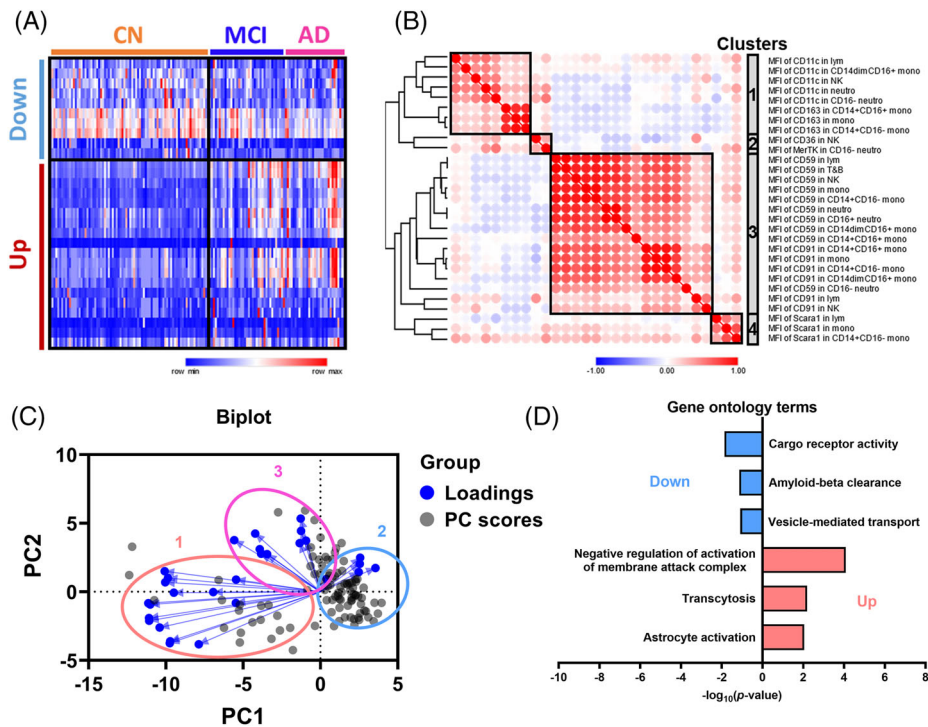 (A)
CN
MCI
AD
Down
Up
row min
row max
(B)
Clusters
1
2
3
4
MFI of CD11c in lym
MFI of CD11c in CD14dimCD16+ mono
MFI of CD11c in NK
MFI of CD11c in neutro
MFI of CD11c in CD16- neutro
MFI of CD163 in CD14+CD16+ mono
MFI of CD163 in mono
MFI of CD163 in CD14+CD16- mono
MFI of CD36 in NK
MFI of MerTK in CD16- neutro
MFI of CD59 in lym
MFI of CD59 in T&B
MFI of CD59 in NK
MFI of CD59 in mono
MFI of CD59 in CD14+CD16- mono
MFI of CD59 in neutro
MFI of CD59 in CD16+ neutro
MFI of CD59 in CD14dimCD16+ mono
MFI of CD59 in CD14+CD16+ mono
MFI of CD91 in CD14+ CD16+ mono
MFI of CD91 in mono
MFI of CD91 in CD14+CD16- mono
MFI of CD91 in CD14dimCD16+ mono
MFI of CD59 in CD16- neutro
MFI of CD91 in lym
MFI of CD91 in NK
MFI of Scara1 in lym
MFI of Scara1 in mono
MFI of Scara1 in CD14+CD16- mono
-1.00
0.00
1.00
(C)
Biplot
10
5
0
-5
PC2
-15
-10
-5
0
5
PC1
1
2
3
Group
Loadings
PC scores
(D)
Gene ontology terms
Down
Cargo receptor activity
Amyloid-beta clearance
Vesicle-mediated transport
Negative regulation of activation
of membrane attack complex
Transcytosis
Astrocyte activation
Up
-10
-8
-6
-4
-2
0
2
4
6
8
-log10(p-value)